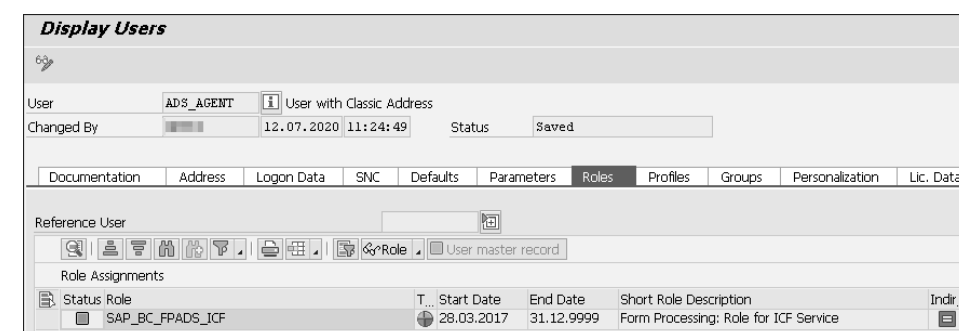 Display Users
User ADS_AGENT User with Classic Address
Changed By 12.07.2020 11:24:49 Status Saved
Documentation Address Logon Data SNC Defaults Parameters Roles Profiles Groups Personalization Lic. Data
Reference User
Role User master record
Role Assignments
Status Role T... Start Date End Date Short Role Description Indir
SAP_BC_FPADS_ICF 28.03.2017 31.12.9999 Form Processing: Role for ICF Service